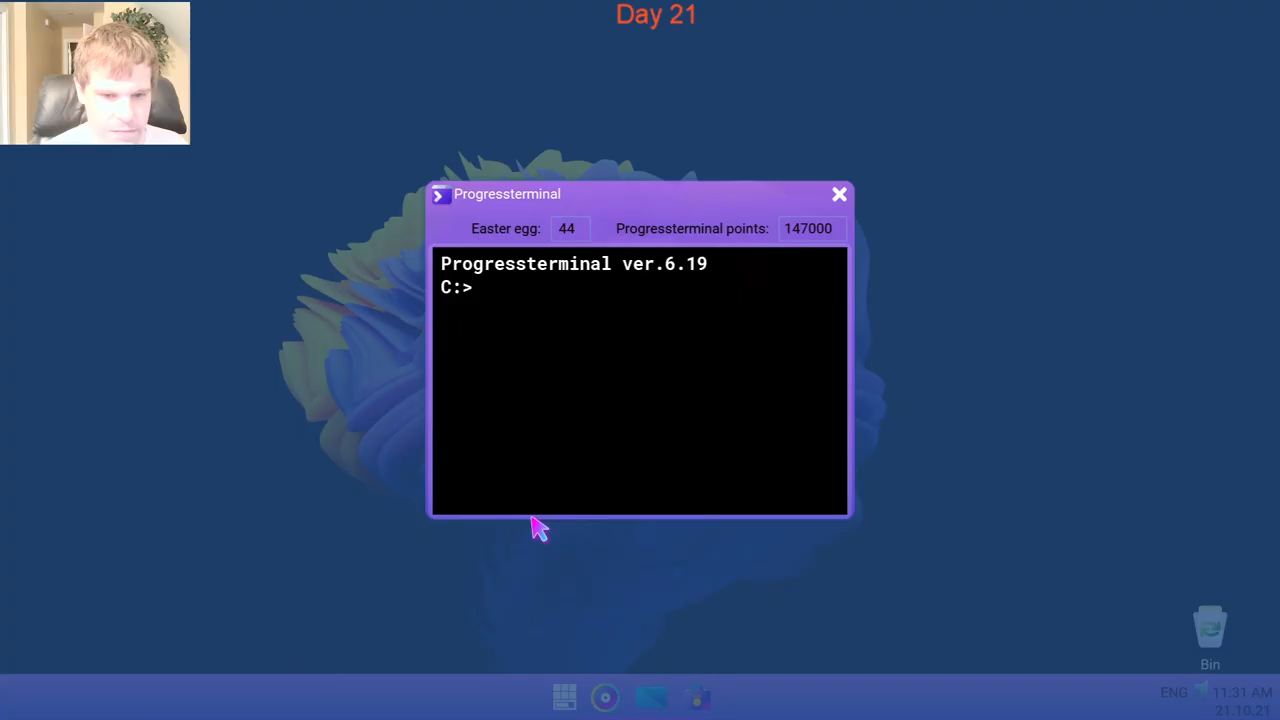 Day 21
Progressterminal
Easter egg: 44 Progressterminal points: 147000
Progressterminal ver.6.19
C:>
Bin
ENG 11:31 AM
21.10.21